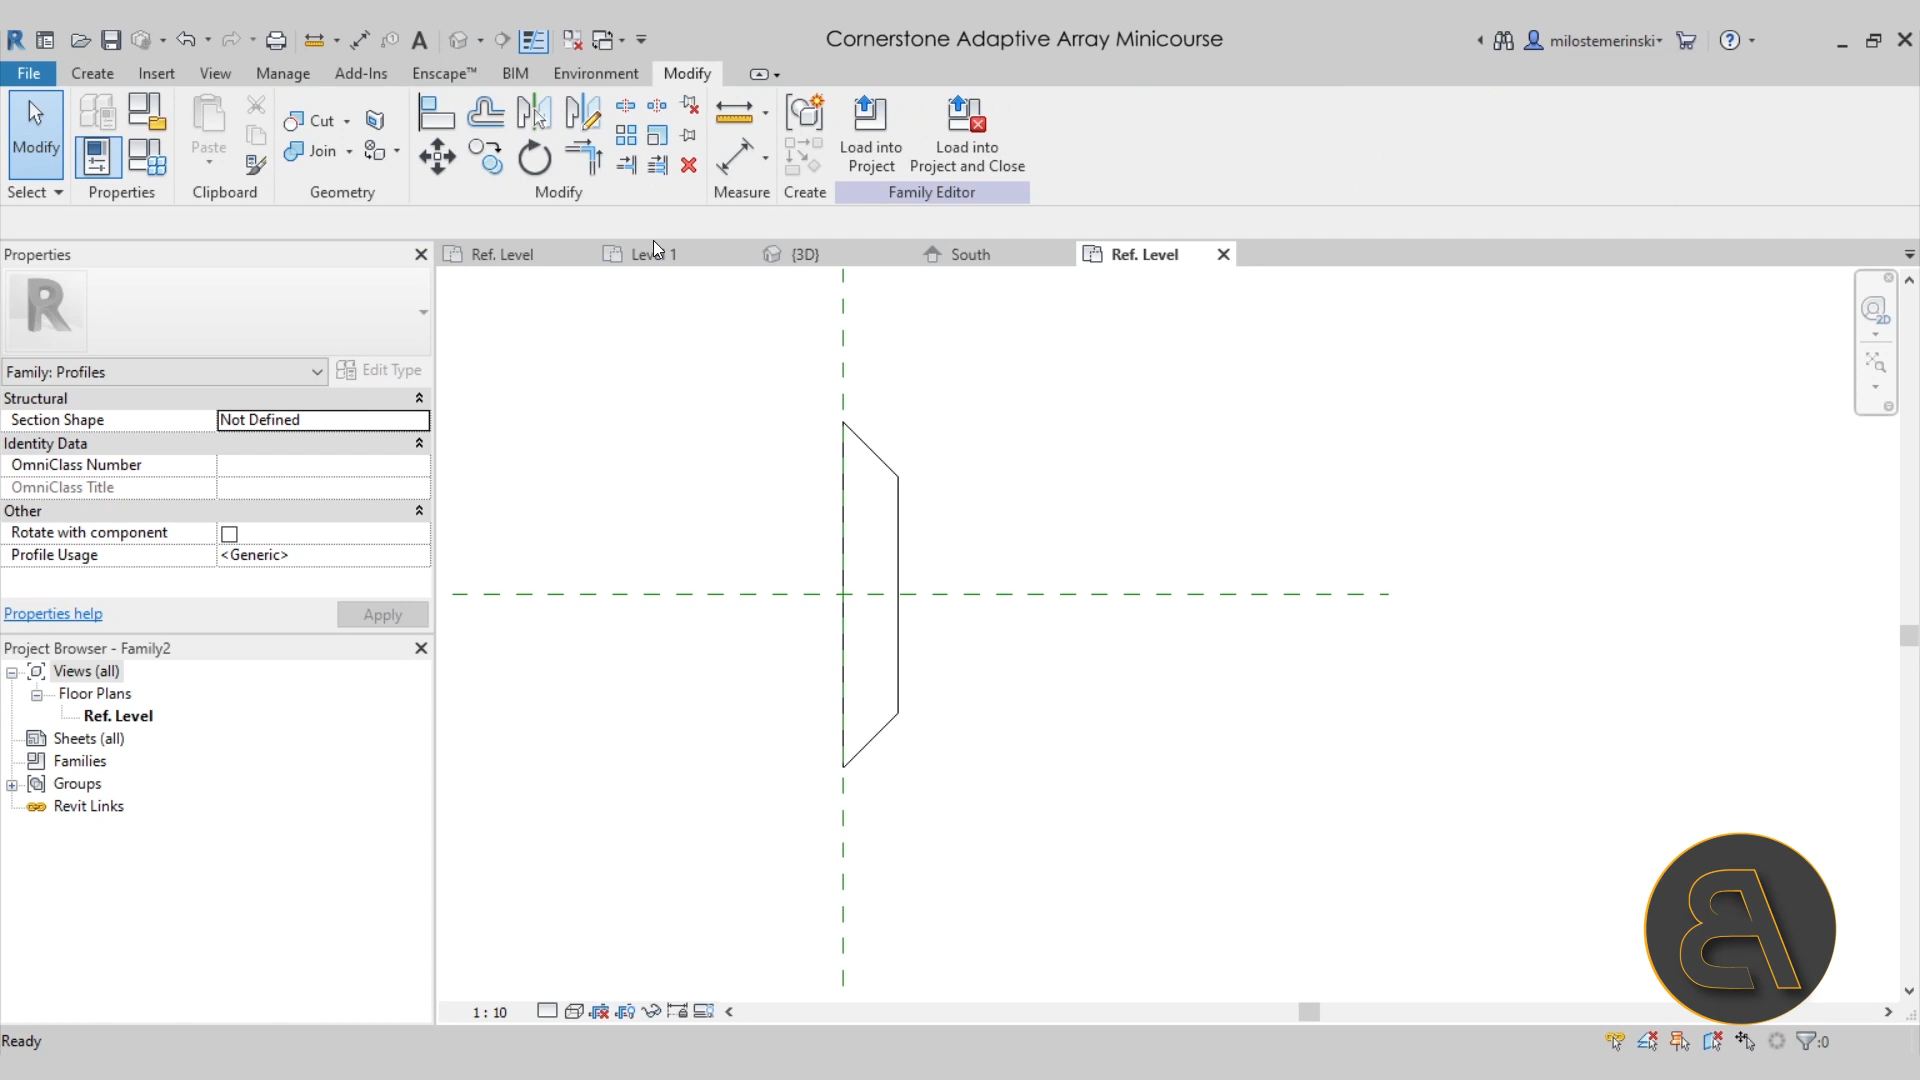 Cornerstone Adaptive Array Minicourse
milostemerinski
File Create Insert View Manage Add-Ins Enscape™ BIM Environment Modify
Modify
Paste
Cut
Join
Load into Project
Load into Project and Close
Select Properties Clipboard Geometry Modify Measure Create Family Editor
Properties
Ref. Level
{3D}
South
Ref. Level
R
Family: Profiles
Edit Type
Structural
Section Shape Not Defined
Identity Data
OmniClass Number
OmniClass Title
Other
Rotate with component
Profile Usage <Generic>
Properties help
Apply
Project Browser - Family2
Views (all)
Floor Plans
Ref. Level
Sheets (all)
Families
Groups
Revit Links
2D
1 : 10
Ready
:0